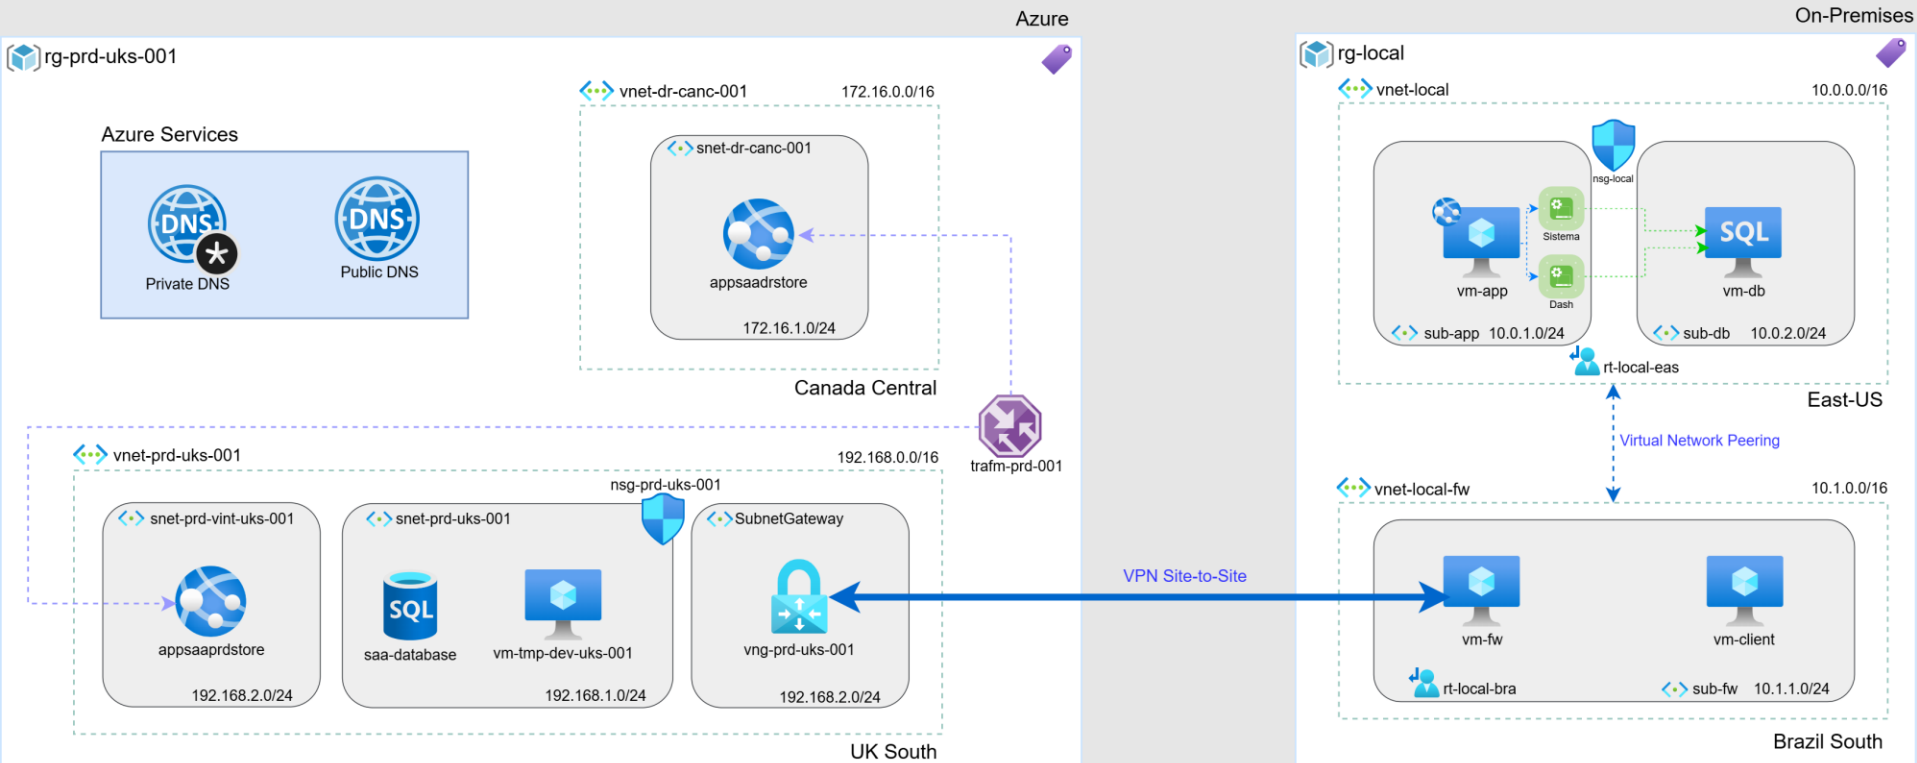 Azure
On-Premises
rg-prd-uks-001
Azure Services
DNS
Private DNS
DNS
Public DNS
vnet-dr-canc-001
172.16.0.0/16
snet-dr-canc-001
appsaadrstore
172.16.1.0/24
Canada Central
trafm-prd-001
vnet-prd-uks-001
192.168.0.0/16
snet-prd-vint-uks-001
appsaaprdstore
192.168.2.0/24
nsg-prd-uks-001
snet-prd-uks-001
SQL
saa-database
vm-tmp-dev-uks-001
192.168.1.0/24
SubnetGateway
vng-prd-uks-001
192.168.2.0/24
UK South
VPN Site-to-Site
rg-local
vnet-local
10.0.0.0/16
nsg-local
vm-app
Sistema
Dash
sub-app 10.0.1.0/24
SQL
vm-db
sub-db 10.0.2.0/24
rt-local-eas
East-US
Virtual Network Peering
vnet-local-fw
10.1.0.0/16
vm-fw
vm-client
rt-local-bra
sub-fw 10.1.1.0/24
Brazil South